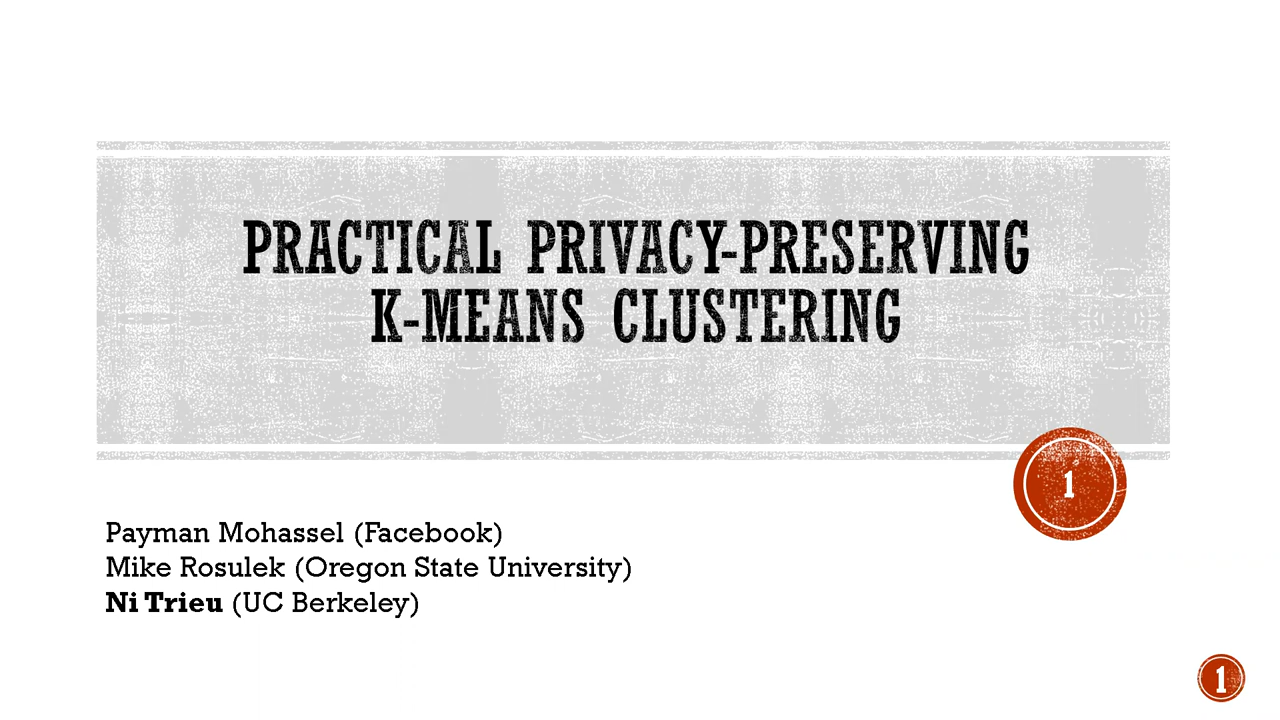 PRACTICAL PRIVACY-PRESERVING
K-MEANS CLUSTERING
1
Payman Mohassel (Facebook)
Mike Rosulek (Oregon State University)
Ni Trieu (UC Berkeley)
1